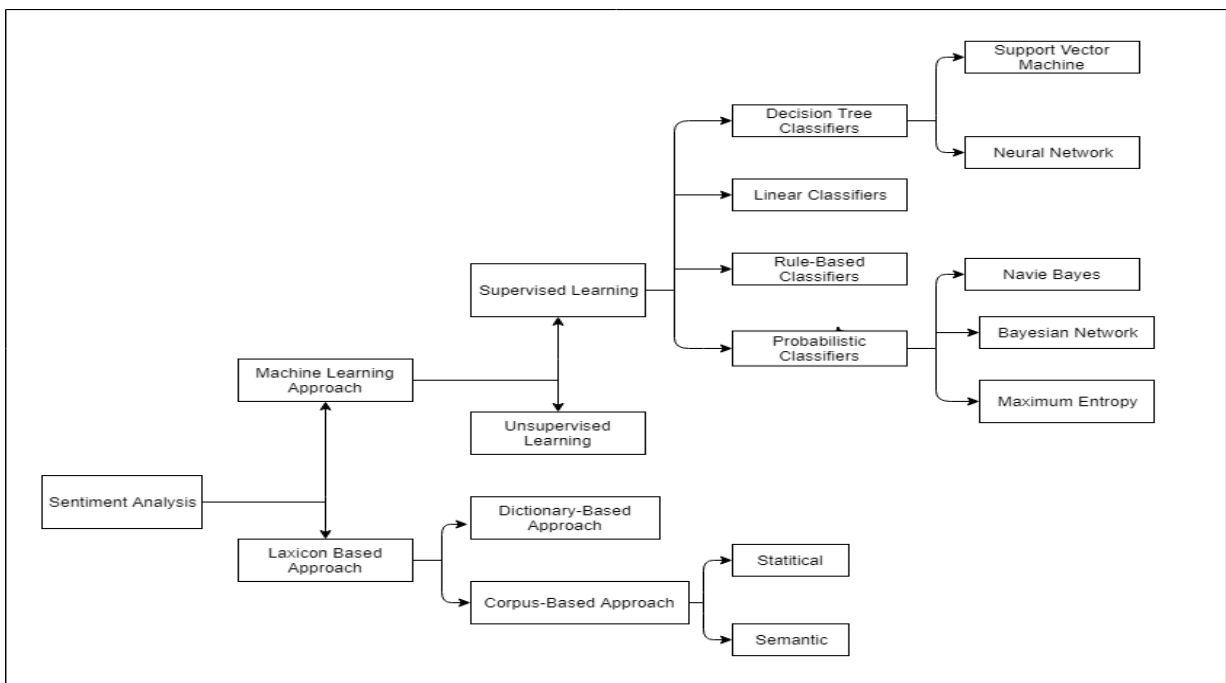 Support Vector
Machine
Decision Tree
Classifiers
Neural Network
Linear Classifiers
Rule-Based
Classifiers
Navie Bayes
Supervised Learning
Bayesian Network
Probabilistic
Classifiers
Machine Learning
Approach
Maximum Entropy
Unsupervised
Learning
Sentiment Analysis
Dictionary-Based
Approach
Laxicon Based
Approach
Statitical
Corpus-Based Approach
Semantic